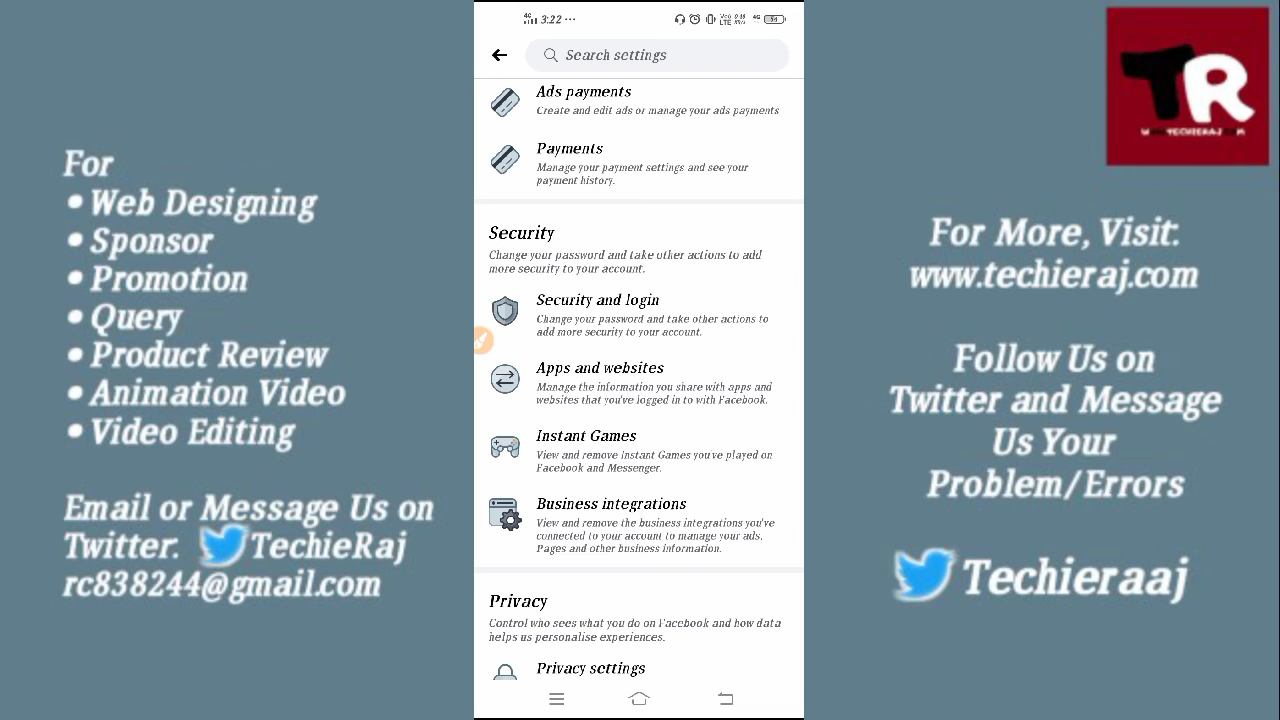 For
• Web Designing
• Sponsor
• Promotion
• Query
• Product Review
• Animation Video
• Video Editing
Email or Message Us on
Twitter. TechieRaj
rc838244@gmail.com
3:22 ...
4G
Search settings
Ads payments
Create and edit ads or manage your ads payments
Payments
Manage your payment settings and see your
payment history.
Security
Change your password and take other actions to add
more security to your account.
Security and login
Change your password and take other actions to
add more security to your account.
Apps and websites
Manage the information you share with apps and
websites that you've logged in to with Facebook.
Instant Games
View and remove Instant Games you've played on
Facebook and Messenger.
Business integrations
View and remove the business integrations you've
connected to your account to manage your ads,
Pages and other business information.
Privacy
Control who sees what you do on Facebook and how data
helps us personalise experiences.
Privacy settings
TR
For More, Visit:
www.techieraj.com
Follow Us on
Twitter and Message
Us Your
Problem/Errors
Techieraaj